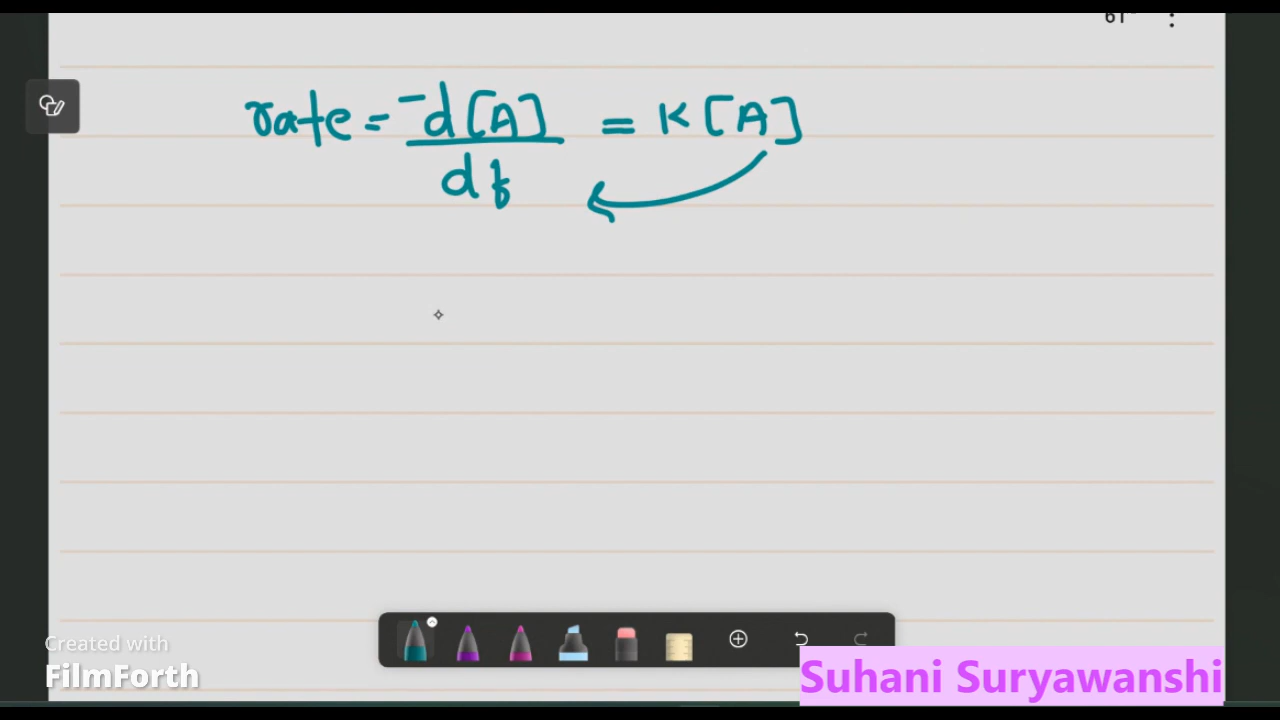 61
rate = -d[A] = K[A]
dt
Created with
FilmForth
Suhani Suryawanshi